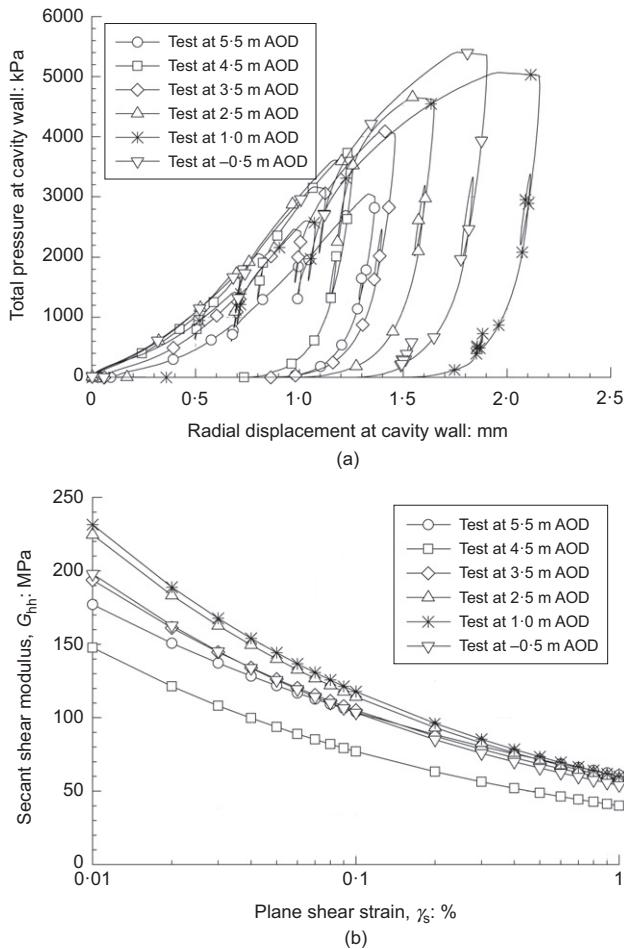 6000
5000
4000
3000
2000
1000
0
Total pressure at cavity wall: kPa
Test at 5·5 m AOD
Test at 4·5 m AOD
Test at 3·5 m AOD
Test at 2·5 m AOD
Test at 1·0 m AOD
Test at –0·5 m AOD
0 0·5 1·0 1·5 2·0 2·5
Radial displacement at cavity wall: mm
(a)
250
200
150
100
50
0
Secant shear modulus, Ghh: MPa
Test at 5·5 m AOD
Test at 4·5 m AOD
Test at 3·5 m AOD
Test at 2·5 m AOD
Test at 1·0 m AOD
Test at –0·5 m AOD
0·01 0·1 1
Plane shear strain, γs: %
(b)